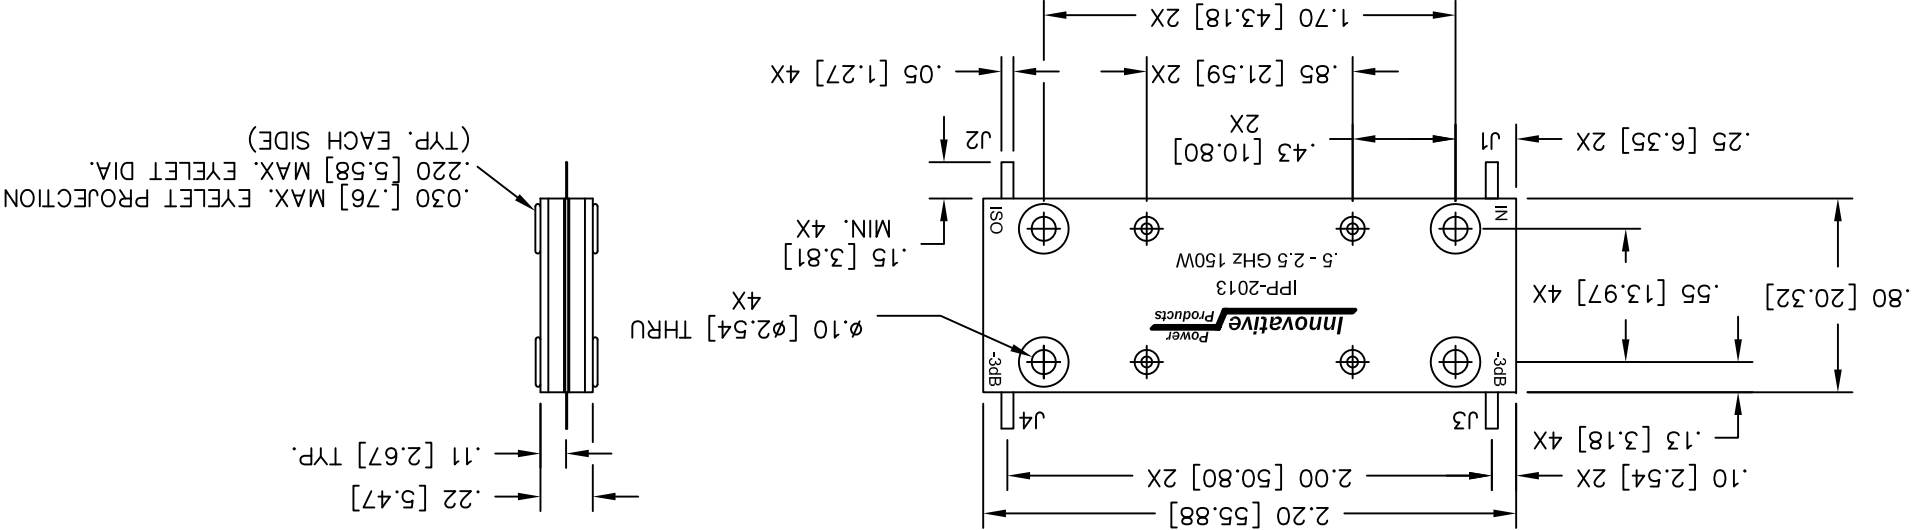 2.20 [55.88]
.10 [2.54] 2X
2.00 [50.80] 2X
.22 [5.47]
.13 [3.18] 4X
.11 [2.67] TYP.
J3
J4
-3dB
-3dB
Innovative Power Products
ø.10 [ø2.54] THRU
4X
.80 [20.32]
.55 [13.97] 4X
IPP-2013
.5 - 2.5 GHz 150W
.15 [3.81]
MIN. 4X
IN
ISO
.030 [.76] MAX. EYELET PROJECTION
.220 [5.58] MAX. EYELET DIA.
(TYP. EACH SIDE)
.25 [6.35] 2X
J1
.43 [10.80]
2X
J2
.85 [21.59] 2X
.05 [1.27] 4X
1.70 [43.18] 2X